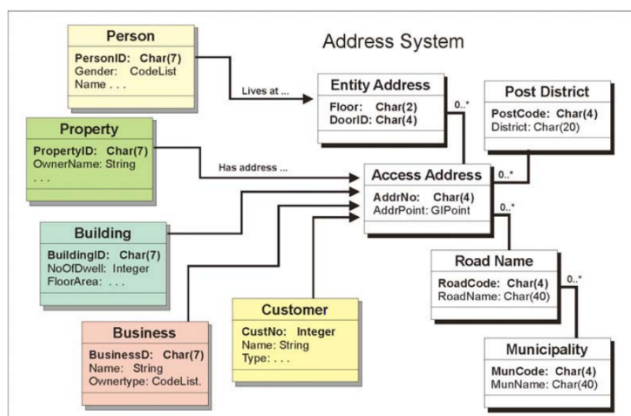 Address System
Person
PersonID: Char(7)
Gender: CodeList
Name . . .
Lives at ...
Entity Address
Floor: Char(2)
DoorID: Char(4)
0..*
Post District
PostCode: Char(4)
District: Char(20)
Property
PropertyID: Char(7)
OwnerName: String
. . .
Has address ...
Access Address
AddrNo: Char(4)
AddrPoint: GIPoint
0..*
0..*
Building
BuildingID: Char(7)
NoOfDwell: Integer
FloorArea: . . .
Road Name
RoadCode: Char(4)
RoadName: Char(40)
0..*
Business
BusinessD: Char(7)
Name: String
Ownertype: CodeList.
Customer
CustNo: Integer
Name: String
Type: . . .
Municipality
MunCode: Char(4)
MunName: Char(40)